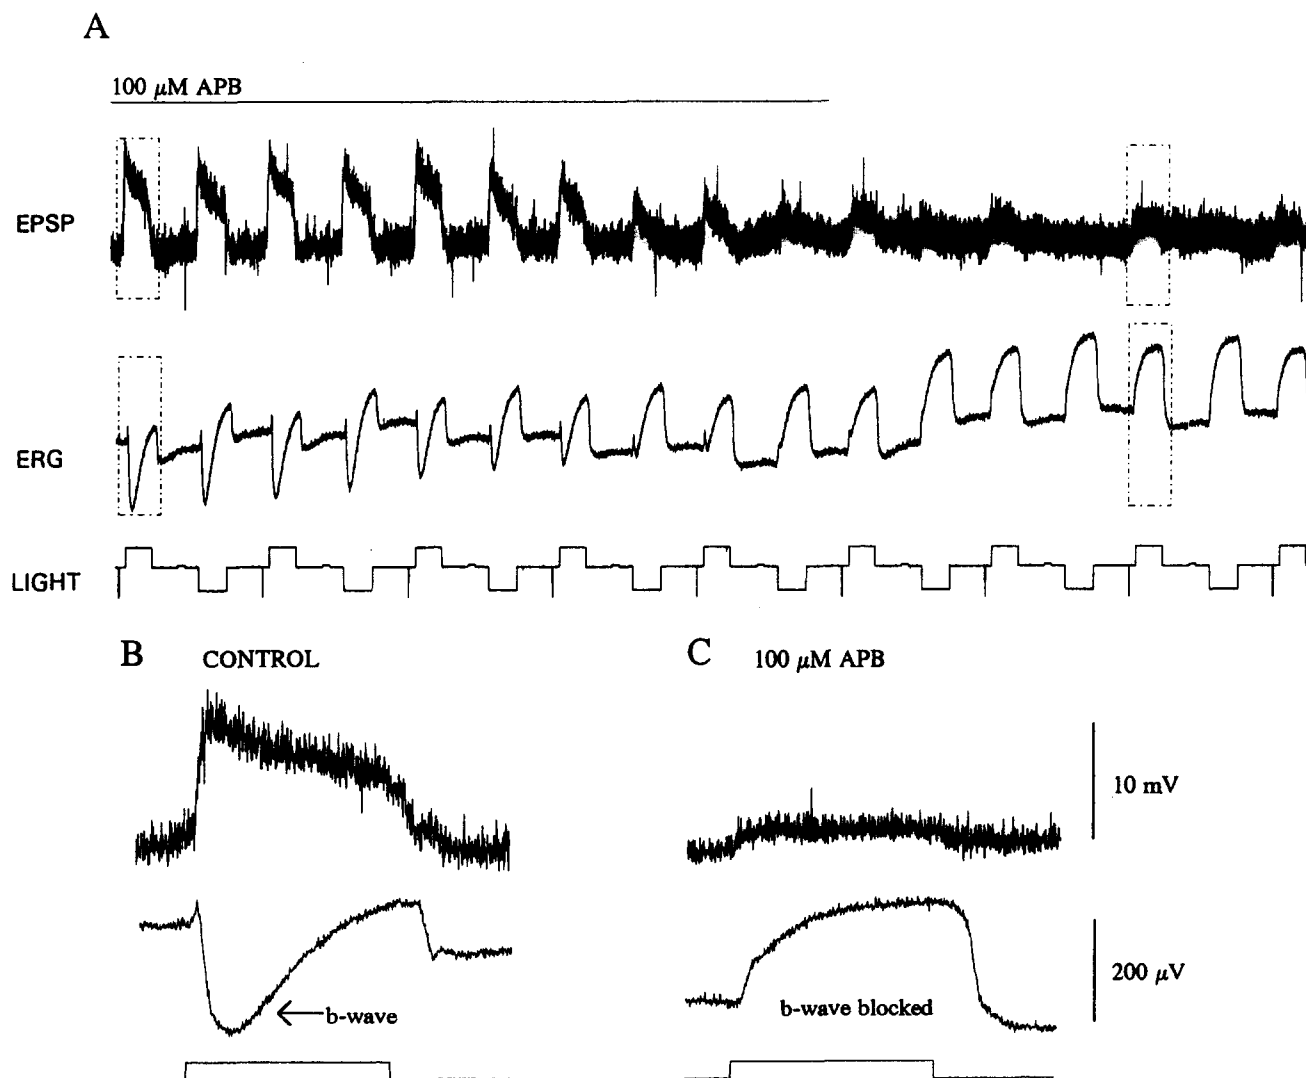 A
100 μM APB
EPSP
ERG
LIGHT
B CONTROL
C 100 μM APB
10 mV
b-wave
b-wave blocked
200 μV